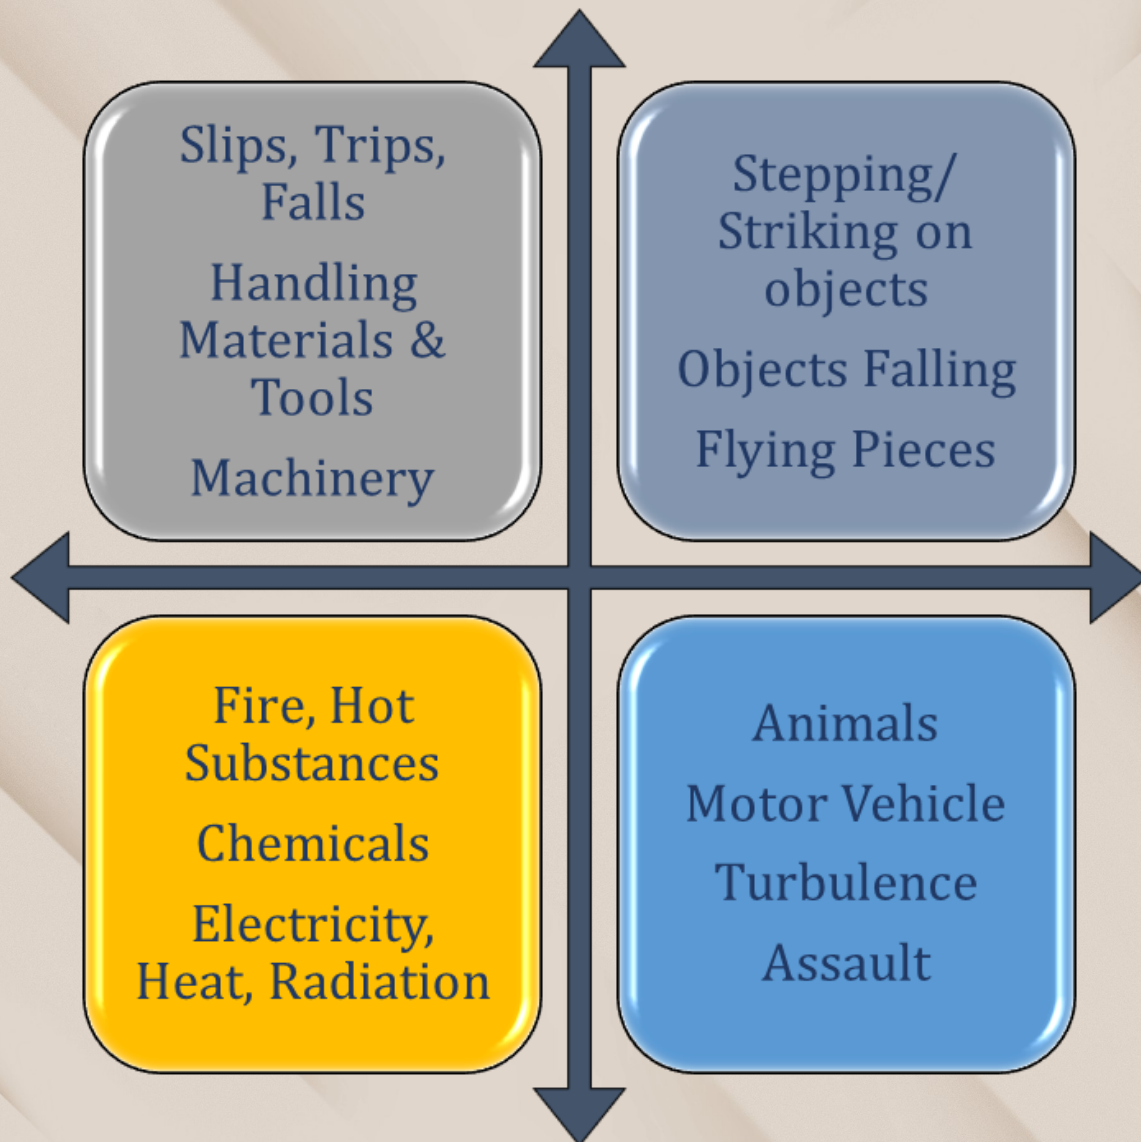 Slips, Trips,
Falls
Handling
Materials &
Tools
Machinery
Stepping/
Striking on
objects
Objects Falling
Flying Pieces
Fire, Hot
Substances
Chemicals
Electricity,
Heat, Radiation
Animals
Motor Vehicle
Turbulence
Assault